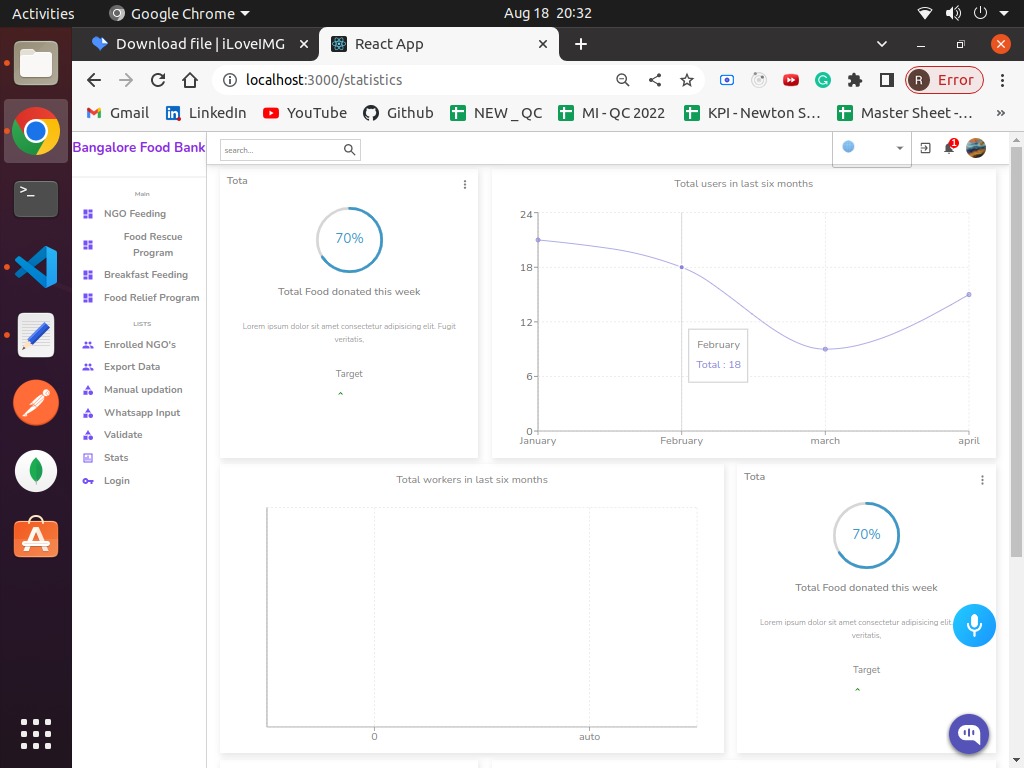 Activities
Google Chrome
Aug 18 20:32
Download file | iLoveIMG
React App
localhost:3000/statistics
R
Error
Gmail
LinkedIn
YouTube
Github
NEW _ QC
MI - QC 2022
KPI - Newton S...
Master Sheet -...
»
Bangalore Food Bank
search...
1
Main
NGO Feeding
Food Rescue
Program
Breakfast Feeding
Food Relief Program
LISTS
Enrolled NGO's
Export Data
Manual updation
Whatsapp Input
Validate
Stats
Login
Tota
70%
Total Food donated this week
Lorem ipsum dolor sit amet consectetur adipisicing elit. Fugit
veritatis,
Target
Total users in last six months
24
18
12
6
0
January
February
march
april
February
Total : 18
Total workers in last six months
0
auto
Tota
70%
Total Food donated this week
Lorem ipsum dolor sit amet consectetur adipisicing elit.
veritatis,
Target